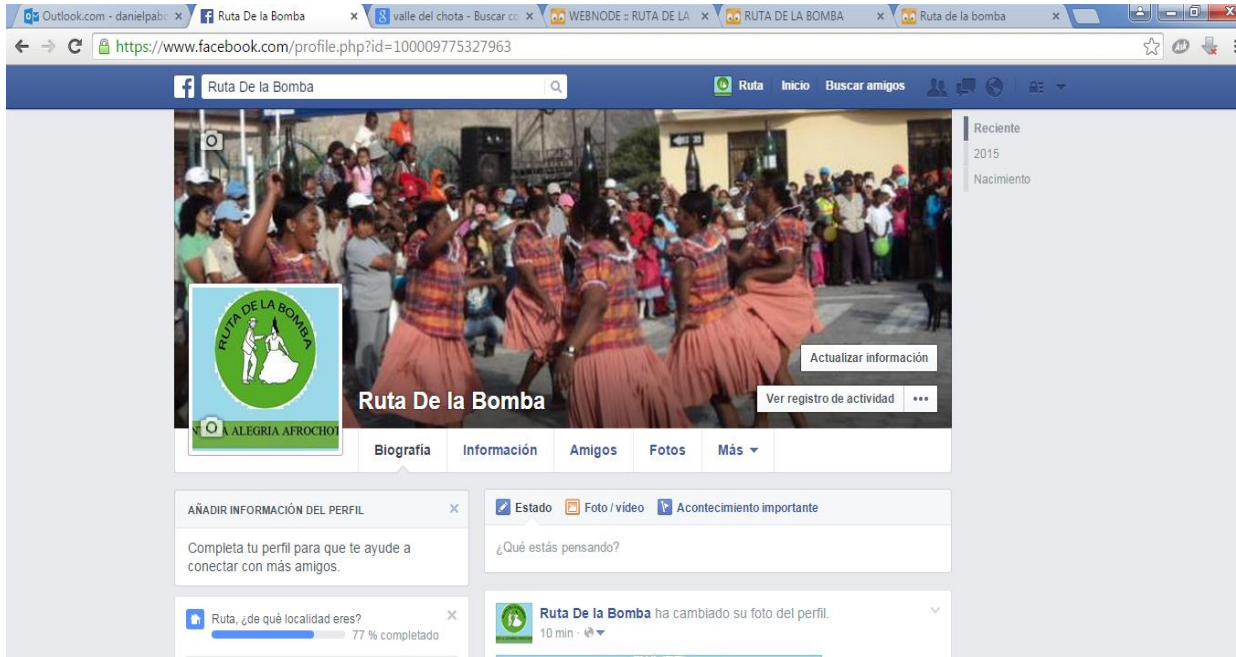 Outlook.com - danielpabc
Ruta De la Bomba
valle del chota - Buscar co
WEBNODE :: RUTA DE LA
RUTA DE LA BOMBA
Ruta de la bomba
https://www.facebook.com/profile.php?id=100009775327963
Ruta De la Bomba
Ruta Inicio Buscar amigos
Reciente
2015
Nacimiento
RUTA DE LA BOMBA
A ALEGRIA AFROCHOT
Actualizar información
Ver registro de actividad
Ruta De la Bomba
Biografía Información Amigos Fotos Más
AÑADIR INFORMACIÓN DEL PERFIL
Completa tu perfil para que te ayude a
conectar con más amigos.
Ruta, ¿de qué localidad eres?
77 % completado
Estado Foto / vídeo Acontecimiento importante
¿Qué estás pensando?
Ruta De la Bomba ha cambiado su foto del perfil.
10 min ·